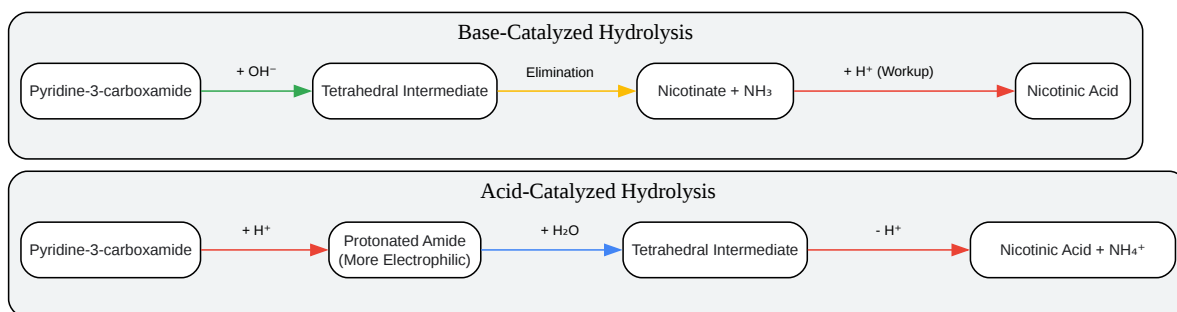 Base-Catalyzed Hydrolysis
+ OH⁻
Elimination
+ H⁺ (Workup)
Pyridine-3-carboxamide
Tetrahedral Intermediate
Nicotinate + NH₃
Nicotinic Acid
Acid-Catalyzed Hydrolysis
+ H⁺
+ H₂O
- H⁺
Pyridine-3-carboxamide
Protonated Amide
(More Electrophilic)
Tetrahedral Intermediate
Nicotinic Acid + NH₄⁺